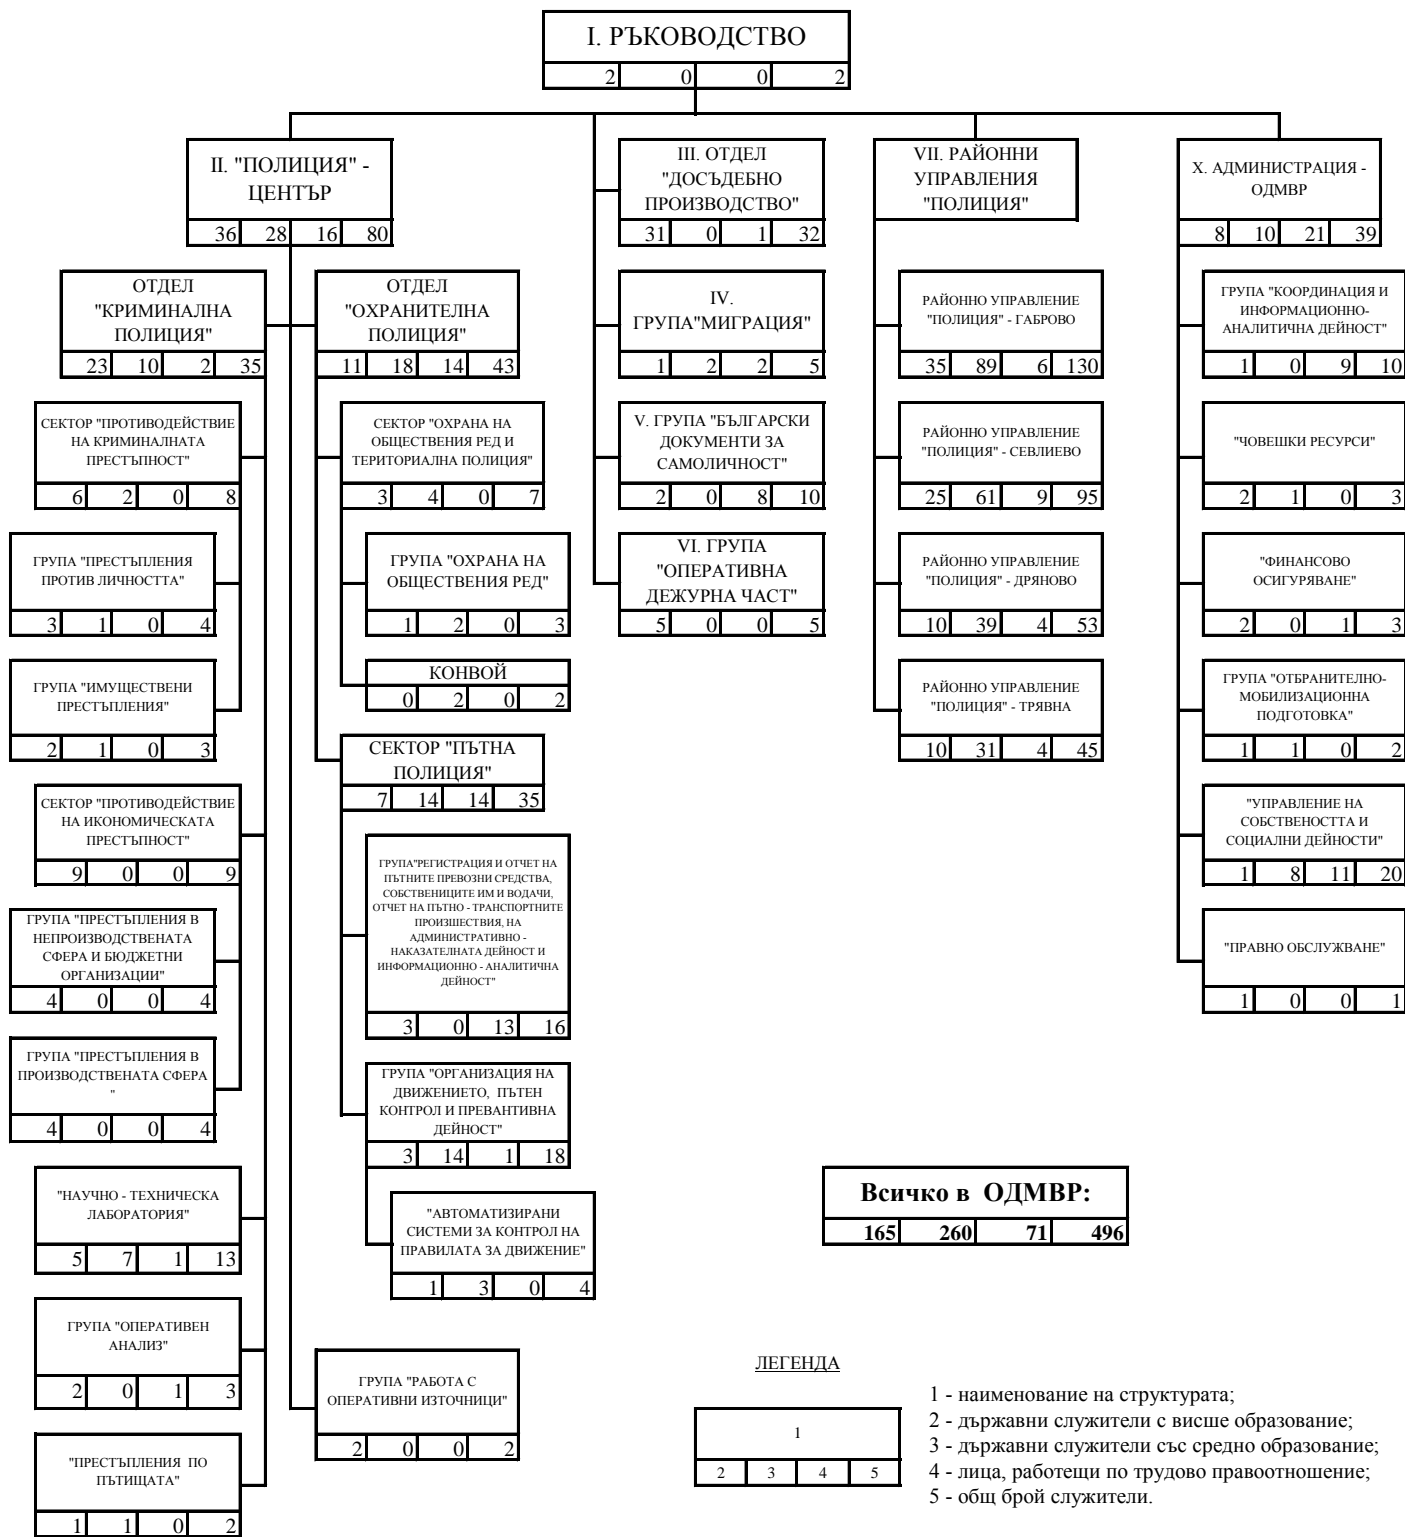 I. РЪКОВОДСТВО
2 0 0 2
II. "ПОЛИЦИЯ" -
ЦЕНТЪР
36 28 16 80
ОТДЕЛ
"КРИМИНАЛНА
ПОЛИЦИЯ"
23 10 2 35
СЕКТОР "ПРОТИВОДЕЙСТВИЕ
НА КРИМИНАЛНАТА
ПРЕСТЪПНОСТ"
6 2 0 8
ГРУПА "ПРЕСТЪПЛЕНИЯ
ПРОТИВ ЛИЧНОСТТА"
3 1 0 4
ГРУПА "ИМУЩЕСТВЕНИ
ПРЕСТЪПЛЕНИЯ"
2 1 0 3
СЕКТОР "ПРОТИВОДЕЙСТВИЕ
НА ИКОНОМИЧЕСКАТА
ПРЕСТЪПНОСТ"
9 0 0 9
ГРУПА "ПРЕСТЪПЛЕНИЯ В
НЕПРОИЗВОДСТВЕНАТА
СФЕРА И БЮДЖЕТНИ
ОРГАНИЗАЦИИ"
4 0 0 4
ГРУПА "ПРЕСТЪПЛЕНИЯ В
ПРОИЗВОДСТВЕНАТА СФЕРА
"
4 0 0 4
"НАУЧНО - ТЕХНИЧЕСКА
ЛАБОРАТОРИЯ"
5 7 1 13
ГРУПА "ОПЕРАТИВЕН
АНАЛИЗ"
2 0 1 3
"ПРЕСТЪПЛЕНИЯ ПО
ПЪТИЩАТА"
1 1 0 2
ОТДЕЛ
"ОХРАНИТЕЛНА
ПОЛИЦИЯ"
11 18 14 43
СЕКТОР "ОХРАНА НА
ОБЩЕСТВЕНИЯ РЕД И
ТЕРИТОРИАЛНА ПОЛИЦИЯ"
3 4 0 7
ГРУПА "ОХРАНА НА
ОБЩЕСТВЕНИЯ РЕД"
1 2 0 3
КОНВОЙ
0 2 0 2
СЕКТОР "ПЪТНА
ПОЛИЦИЯ"
7 14 14 35
ГРУПА"РЕГИСТРАЦИЯ И ОТЧЕТ НА
ПЪТНИТЕ ПРЕВОЗНИ СРЕДСТВА,
СОБСТВЕНИЦИТЕ ИМ И ВОДАЧИ,
ОТЧЕТ НА ПЪТНО - ТРАНСПОРТНИТЕ
ПРОИЗШЕСТВИЯ, НА
АДМИНИСТРАТИВНО -
НАКАЗАТЕЛНАТА ДЕЙНОСТ И
ИНФОРМАЦИОННО - АНАЛИТИЧНА
ДЕЙНОСТ"
3 0 13 16
ГРУПА "ОРГАНИЗАЦИЯ НА
ДВИЖЕНИЕТО, ПЪТЕН
КОНТРОЛ И ПРЕВАНТИВНА
ДЕЙНОСТ"
3 14 1 18
"АВТОМАТИЗИРАНИ
СИСТЕМИ ЗА КОНТРОЛ НА
ПРАВИЛАТА ЗА ДВИЖЕНИЕ"
1 3 0 4
ГРУПА "РАБОТА С
ОПЕРАТИВНИ ИЗТОЧНИЦИ"
2 0 0 2
III. ОТДЕЛ
"ДОСЪДЕБНО
ПРОИЗВОДСТВО"
31 0 1 32
IV.
ГРУПА"МИГРАЦИЯ"
1 2 2 5
V. ГРУПА "БЪЛГАРСКИ
ДОКУМЕНТИ ЗА
САМОЛИЧНОСТ"
2 0 8 10
VI. ГРУПА
"ОПЕРАТИВНА
ДЕЖУРНА ЧАСТ"
5 0 0 5
VII. РАЙОННИ
УПРАВЛЕНИЯ
"ПОЛИЦИЯ"
РАЙОННО УПРАВЛЕНИЕ
"ПОЛИЦИЯ" - ГАБРОВО
35 89 6 130
РАЙОННО УПРАВЛЕНИЕ
"ПОЛИЦИЯ" - СЕВЛИЕВО
25 61 9 95
РАЙОННО УПРАВЛЕНИЕ
"ПОЛИЦИЯ" - ДРЯНОВО
10 39 4 53
РАЙОННО УПРАВЛЕНИЕ
"ПОЛИЦИЯ" - ТРЯВНА
10 31 4 45
X. АДМИНИСТРАЦИЯ -
ОДМВР
8 10 21 39
ГРУПА "КООРДИНАЦИЯ И
ИНФОРМАЦИОННО-
АНАЛИТИЧНА ДЕЙНОСТ"
1 0 9 10
"ЧОВЕШКИ РЕСУРСИ"
2 1 0 3
"ФИНАНСОВО
ОСИГУРЯВАНЕ"
2 0 1 3
ГРУПА "ОТБРАНИТЕЛНО-
МОБИЛИЗАЦИОННА
ПОДГОТОВКА"
1 1 0 2
"УПРАВЛЕНИЕ НА
СОБСТВЕНОСТТА И
СОЦИАЛНИ ДЕЙНОСТИ"
1 8 11 20
"ПРАВНО ОБСЛУЖВАНЕ"
1 0 0 1
Всичко в ОДМВР:
165 260 71 496
ЛЕГЕНДА
1
2 3 4 5
1 - наименование на структурата;
2 - държавни служители с висше образование;
3 - държавни служители със средно образование;
4 - лица, работещи по трудово правоотношение;
5 - общ брой служители.